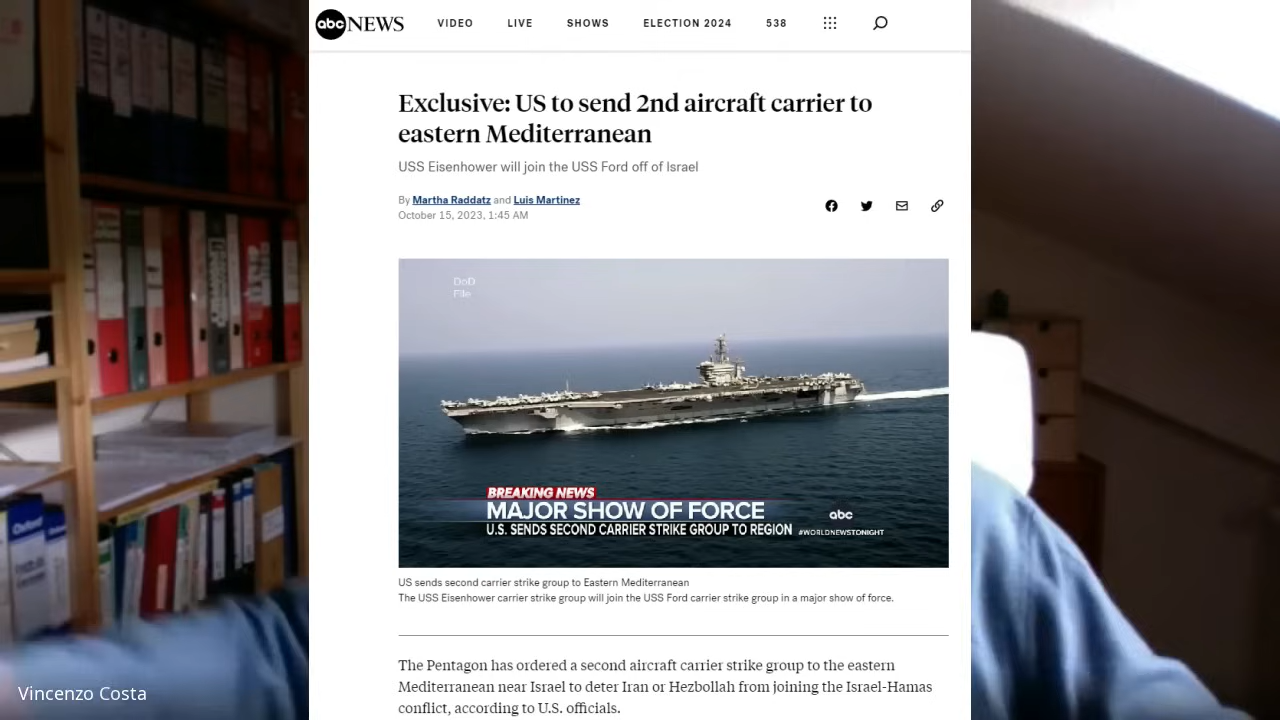 abc NEWS VIDEO LIVE SHOWS ELECTION 2024 538
Exclusive: US to send 2nd aircraft carrier to
eastern Mediterranean
USS Eisenhower will join the USS Ford off of Israel
By Martha Raddatz and Luis Martinez
October 15, 2023, 1:45 AM
DoD
File
BREAKING NEWS
MAJOR SHOW OF FORCE
abc
U.S. SENDS SECOND CARRIER STRIKE GROUP TO REGION
#WORLDNEWSTONIGHT
US sends second carrier strike group to Eastern Mediterranean
The USS Eisenhower carrier strike group will join the USS Ford carrier strike group in a major show of force.
The Pentagon has ordered a second aircraft carrier strike group to the eastern
Mediterranean near Israel to deter Iran or Hezbollah from joining the Israel-Hamas
conflict, according to U.S. officials.
Oxford
Vincenzo Costa